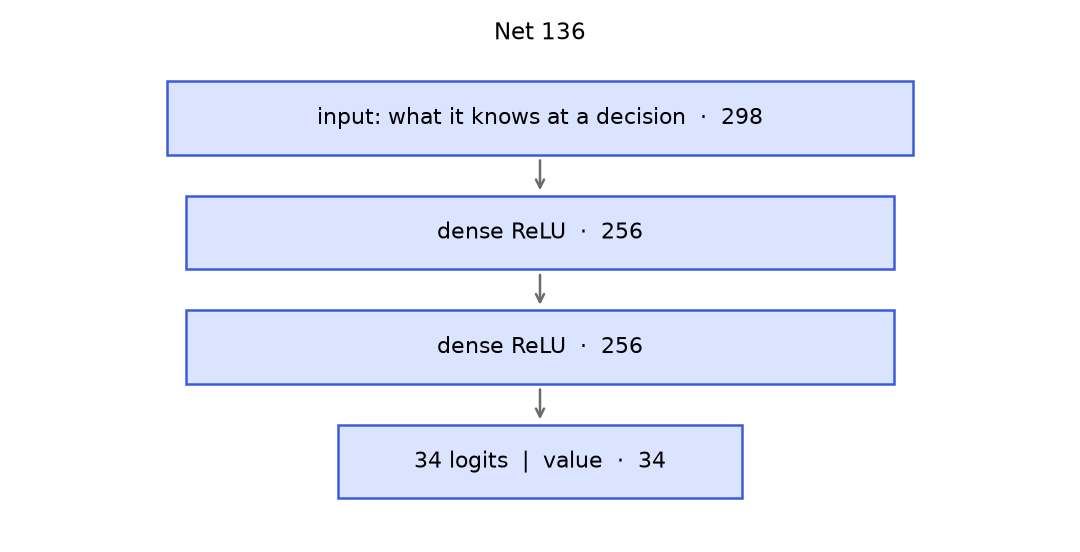 Net 136
input: what it knows at a decision · 298
dense ReLU · 256
dense ReLU · 256
34 logits | value · 34